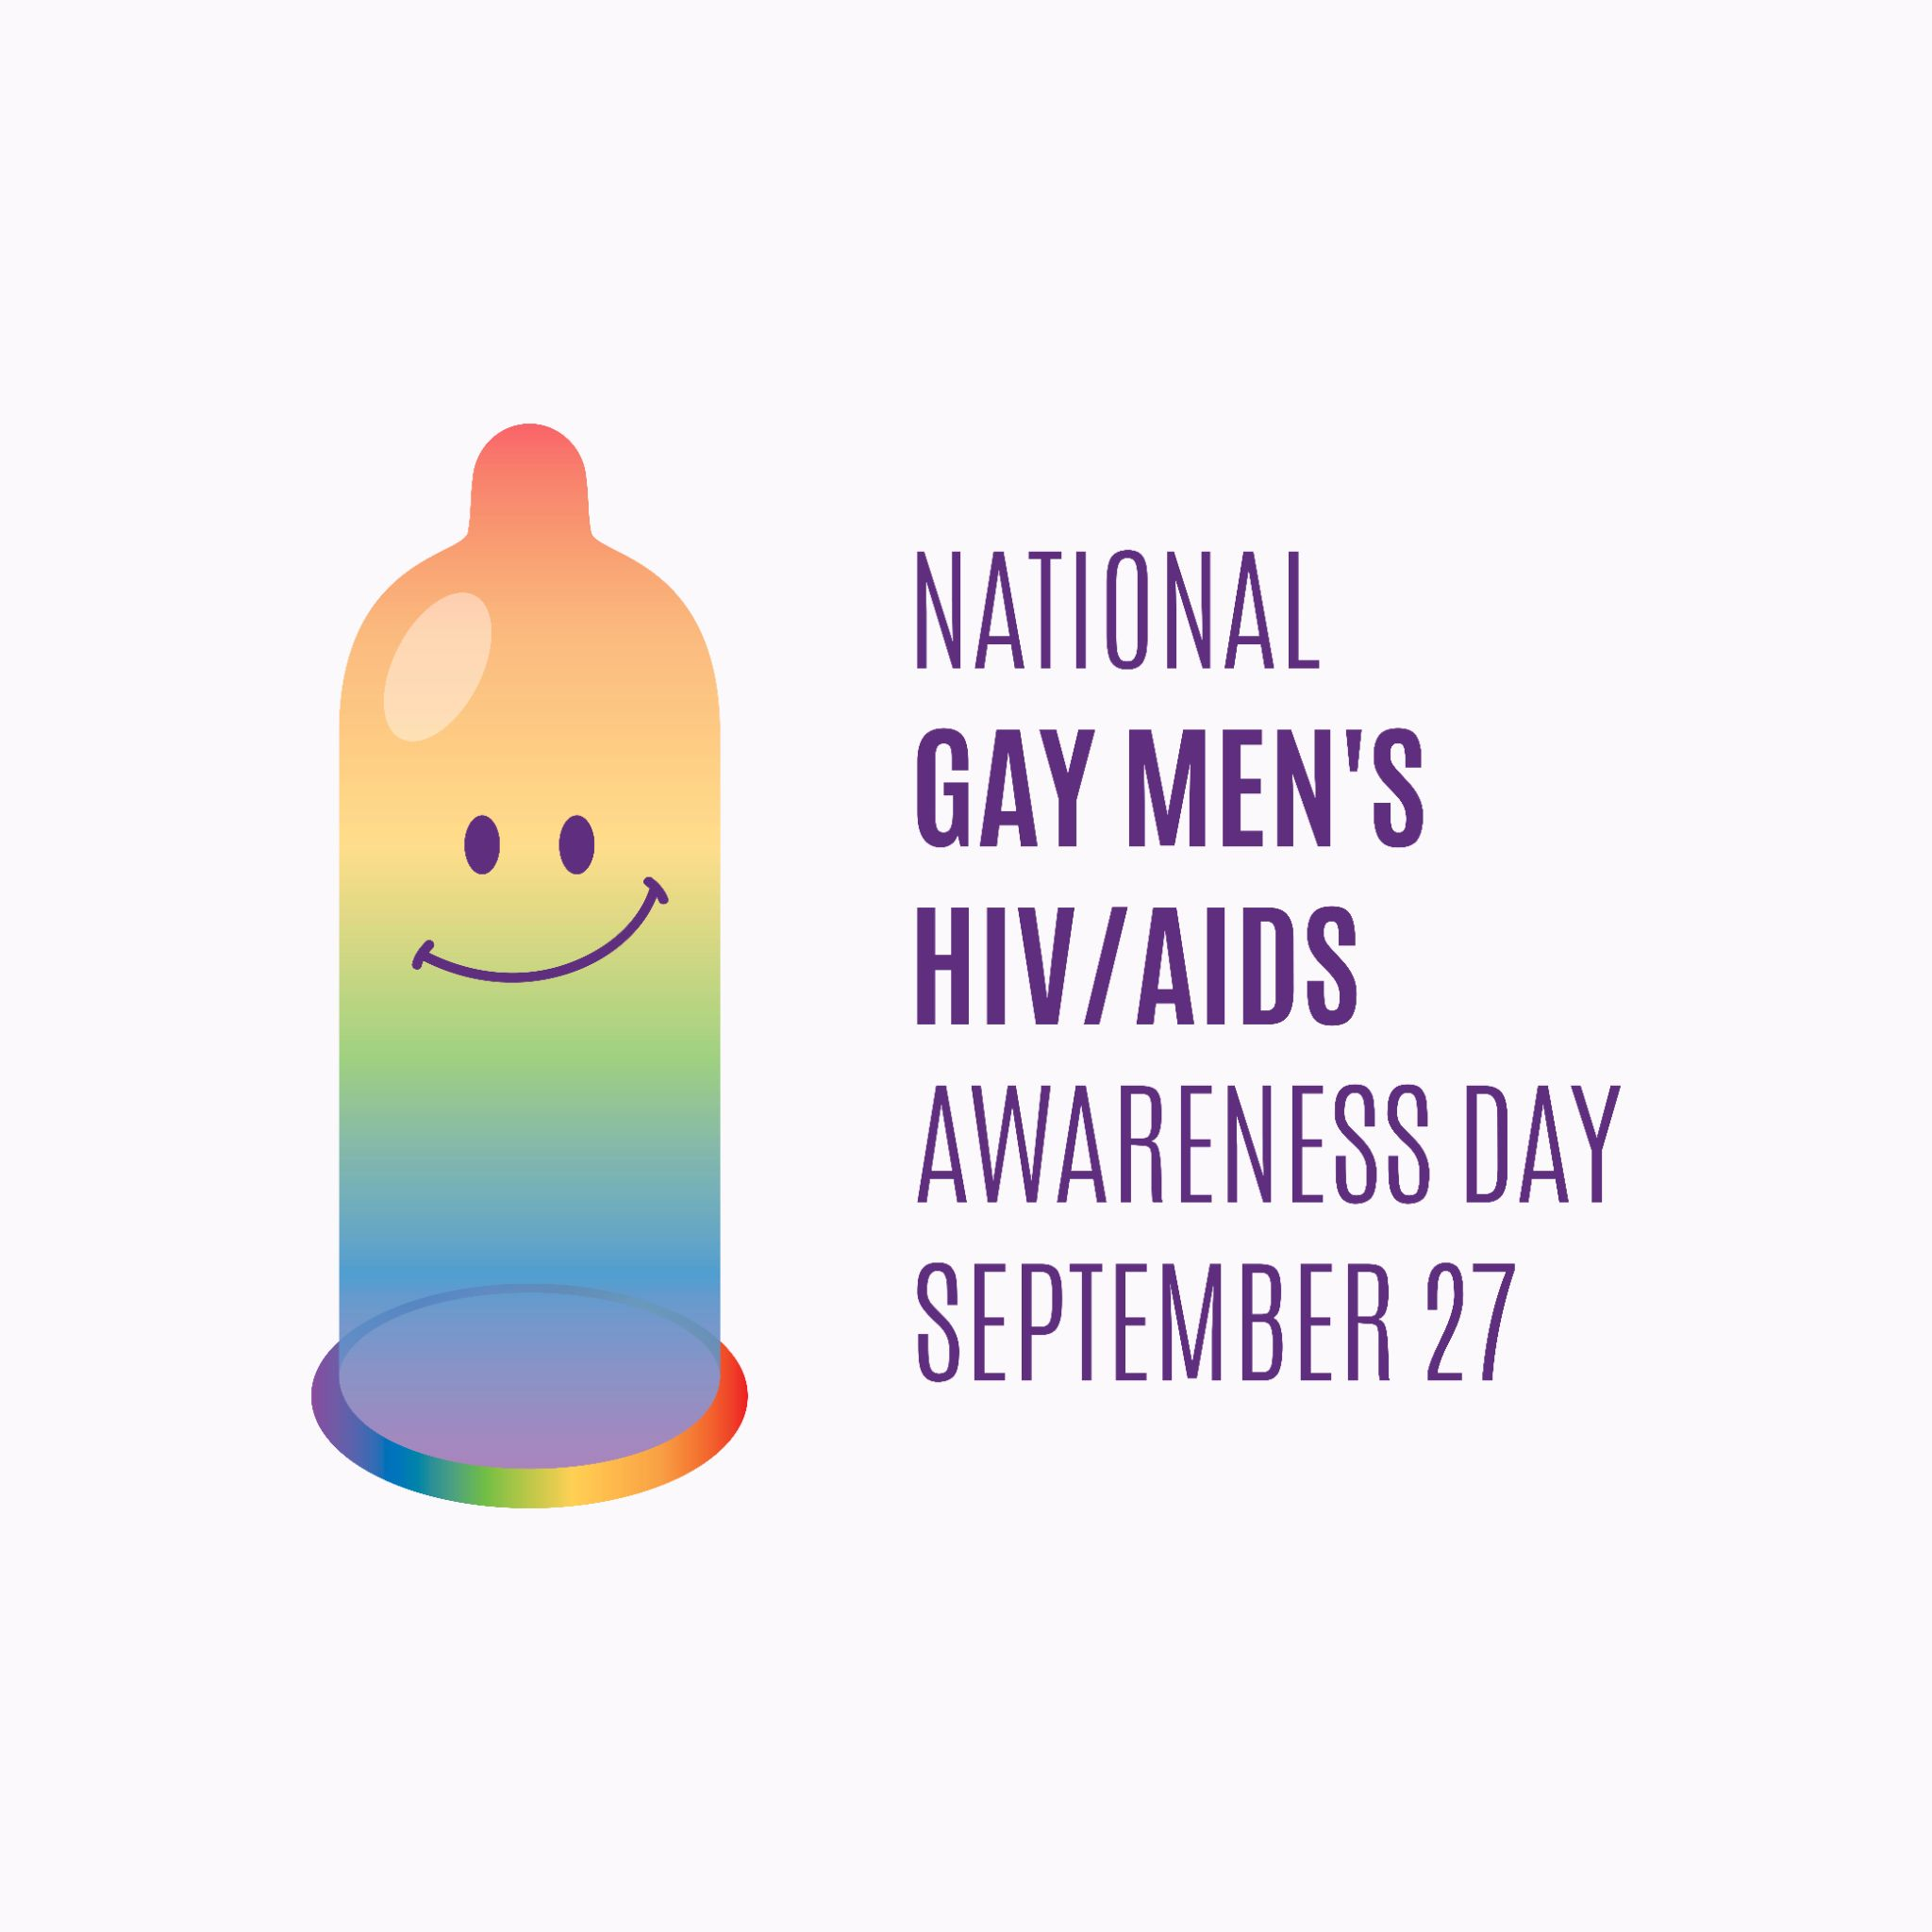 NATIONAL
GAY MEN'S
HIV/AIDS
AWARENESS DAY
SEPTEMBER 27